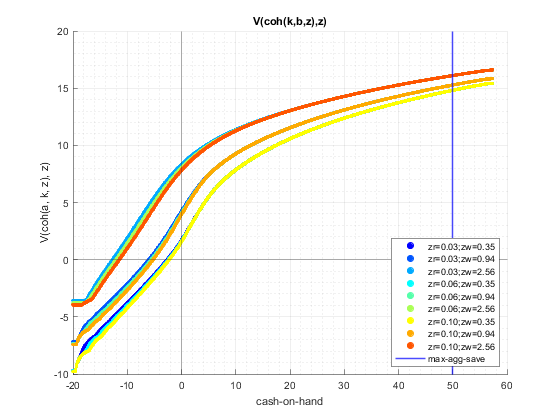 V(coh(k,b,z),z)
20
15
10
5
0
-5
-10
V(coh(a, k, z), z)
-20
-10
0
10
20
30
40
50
60
cash-on-hand
zr=0.03;zw=0.35
zr=0.03;zw=0.94
zr=0.03;zw=2.56
zr=0.06;zw=0.35
zr=0.06;zw=0.94
zr=0.06;zw=2.56
zr=0.10;zw=0.35
zr=0.10;zw=0.94
zr=0.10;zw=2.56
max-agg-save